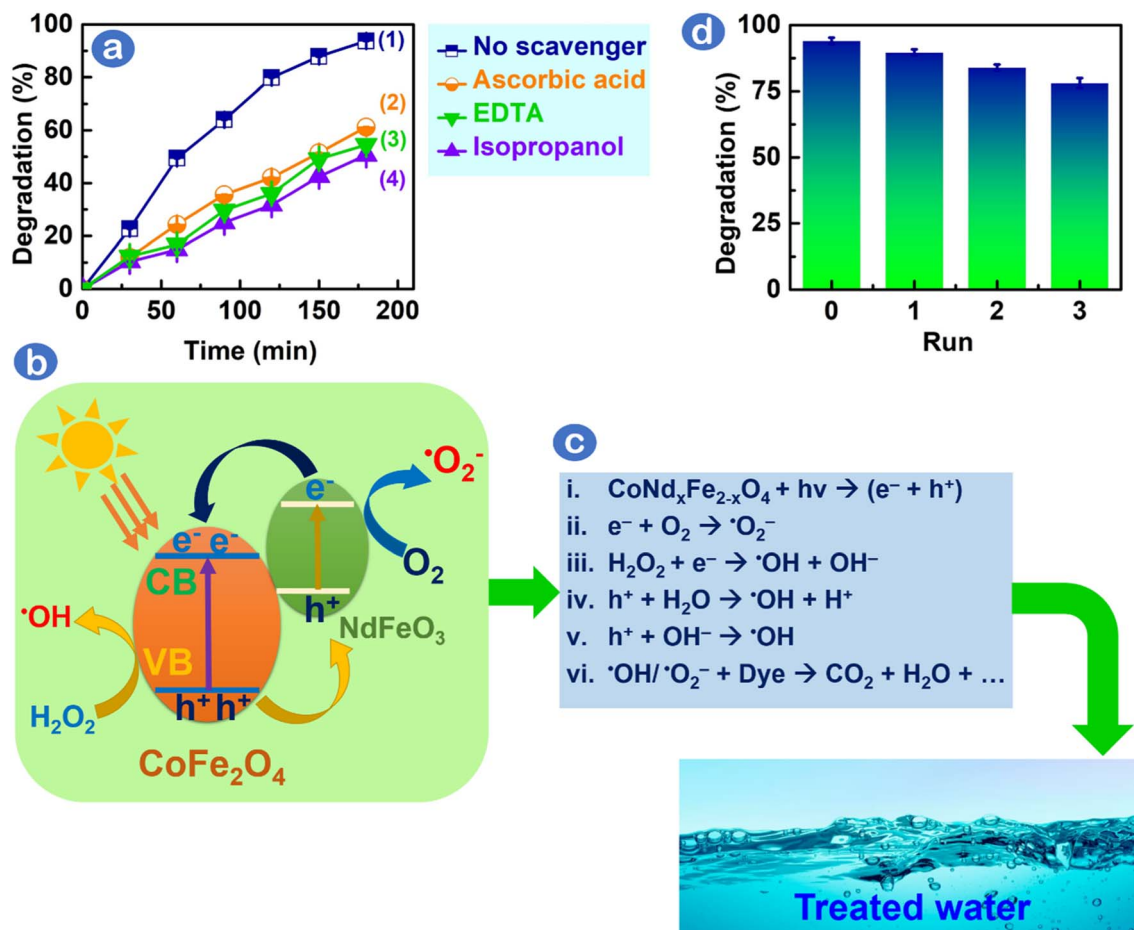 a
100
80
60
40
20
0
Degradation (%)
0 50 100 150 200
Time (min)
(1)
(2)
(3)
(4)
No scavenger
Ascorbic acid
EDTA
Isopropanol
d
100
75
50
25
0
Degradation (%)
0 1 2 3
Run
b
e⁻
•O₂⁻
e⁻ e⁻
O₂
CB
h⁺
NdFeO₃
•OH
VB
h⁺ h⁺
H₂O₂
CoFe₂O₄
c
i. CoNdₓFe₂₋ₓO₄ + hν → (e⁻ + h⁺)
ii. e⁻ + O₂ → •O₂⁻
iii. H₂O₂ + e⁻ → •OH + OH⁻
iv. h⁺ + H₂O → •OH + H⁺
v. h⁺ + OH⁻ → •OH
vi. •OH/ •O₂⁻ + Dye → CO₂ + H₂O + …
Treated water